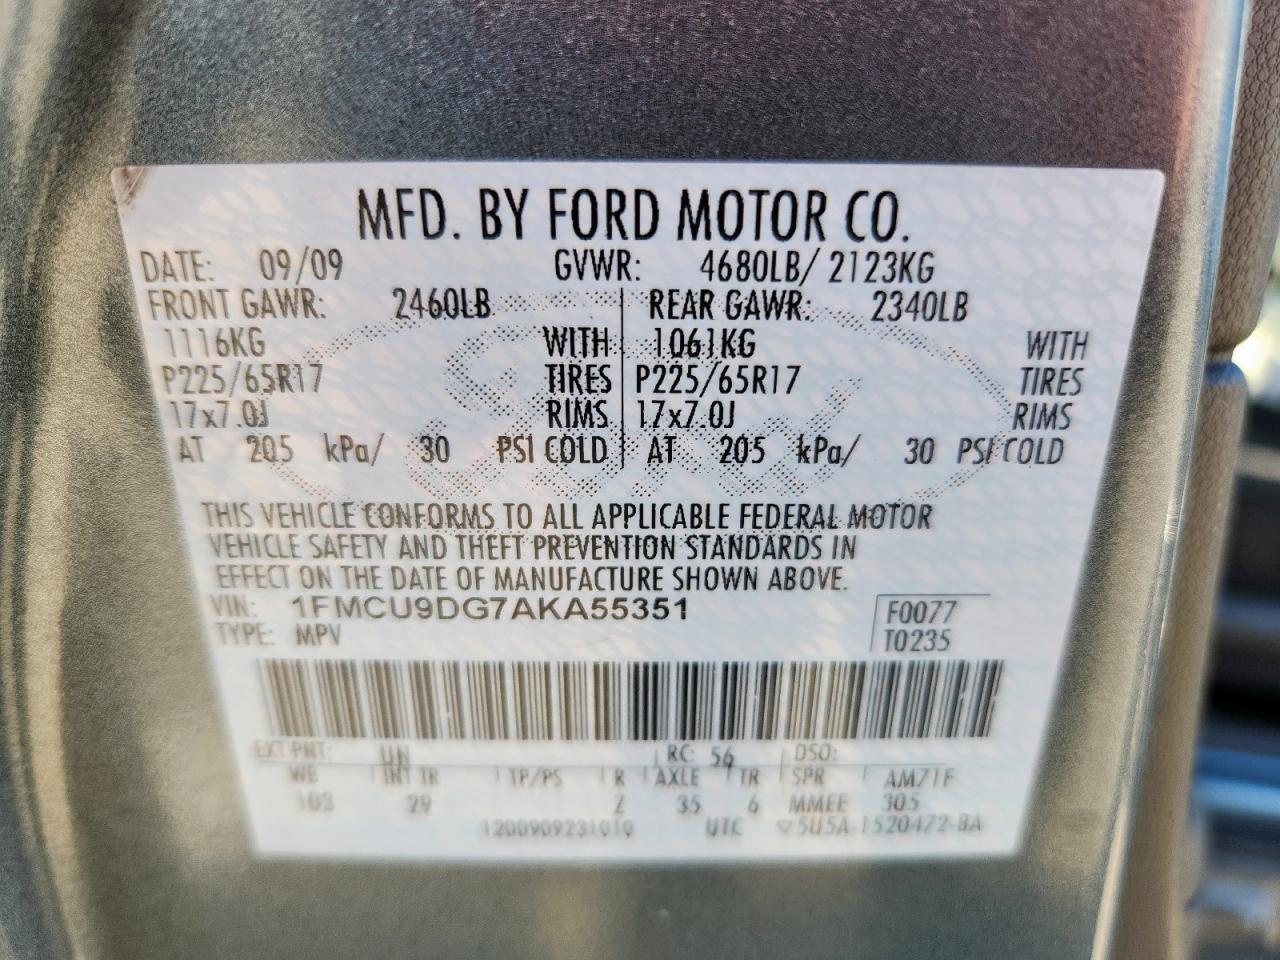 MFD. BY FORD MOTOR CO.
DATE: 09/09 GVWR: 4680LB/ 2123KG
FRONT GAWR: 2460LB REAR GAWR: 2340LB
1116KG WITH 1061KG WITH
P225/65R17 TIRES P225/65R17 TIRES
17x7.0J RIMS 17x7.0J RIMS
AT 205 kPa/ 30 PSI COLD AT 205 kPa/ 30 PSI COLD
THIS VEHICLE CONFORMS TO ALL APPLICABLE FEDERAL MOTOR
VEHICLE SAFETY AND THEFT PREVENTION STANDARDS IN
EFFECT ON THE DATE OF MANUFACTURE SHOWN ABOVE.
VIN: 1FMCU9DG7AKA55351 F0077
TYPE: MPV T0235
EXT PNT: UN RC: 56 DSO:
WB INT TR TP/PS R AXLE TR SPR AM71F
103 29 Z 35 6 MMEE 305
1200909231010 UTC ▽5U5A-1520472-BA